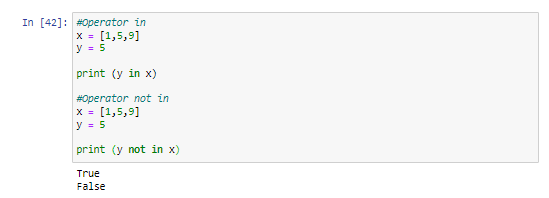 In [42]: #Operator in
x = [1,5,9]
y = 5
print (y in x)
#Operator not in
x = [1,5,9]
y = 5
print (y not in x)
True
False